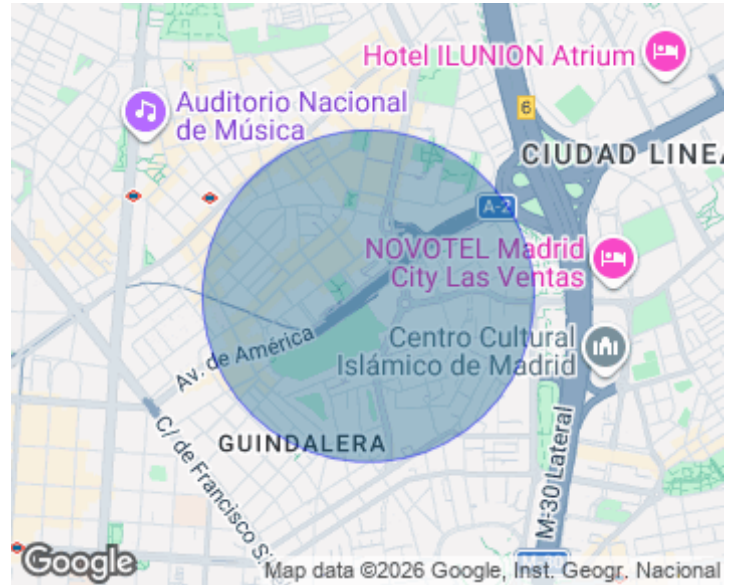 Hotel ILUNION Atrium
Auditorio Nacional
de Música
6
CIUDAD LINEA
A-2
NOVOTEL Madrid
City Las Ventas
Centro Cultural
Islámico de Madrid
Av. de América
GUINDALERA
C/ de Francisco Si
M-30 Lateral
Google
Map data ©2026 Google, Inst. Geogr. Nacional